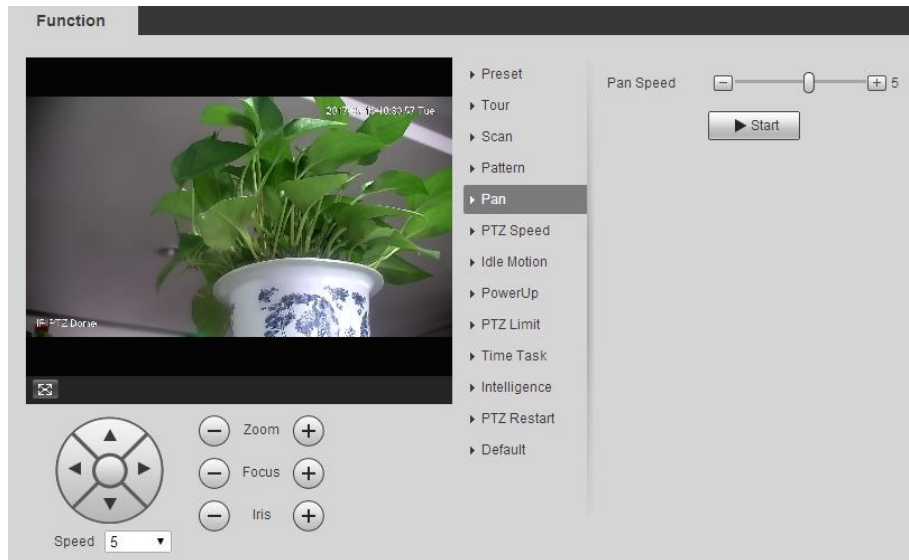 Function
Tue
IP PTZ Dome
Preset
Tour
Scan
Pattern
Pan
PTZ Speed
Idle Motion
PowerUp
PTZ Limit
Time Task
Intelligence
PTZ Restart
Default
Pan Speed
5
Start
Zoom
Focus
Iris
Speed 5